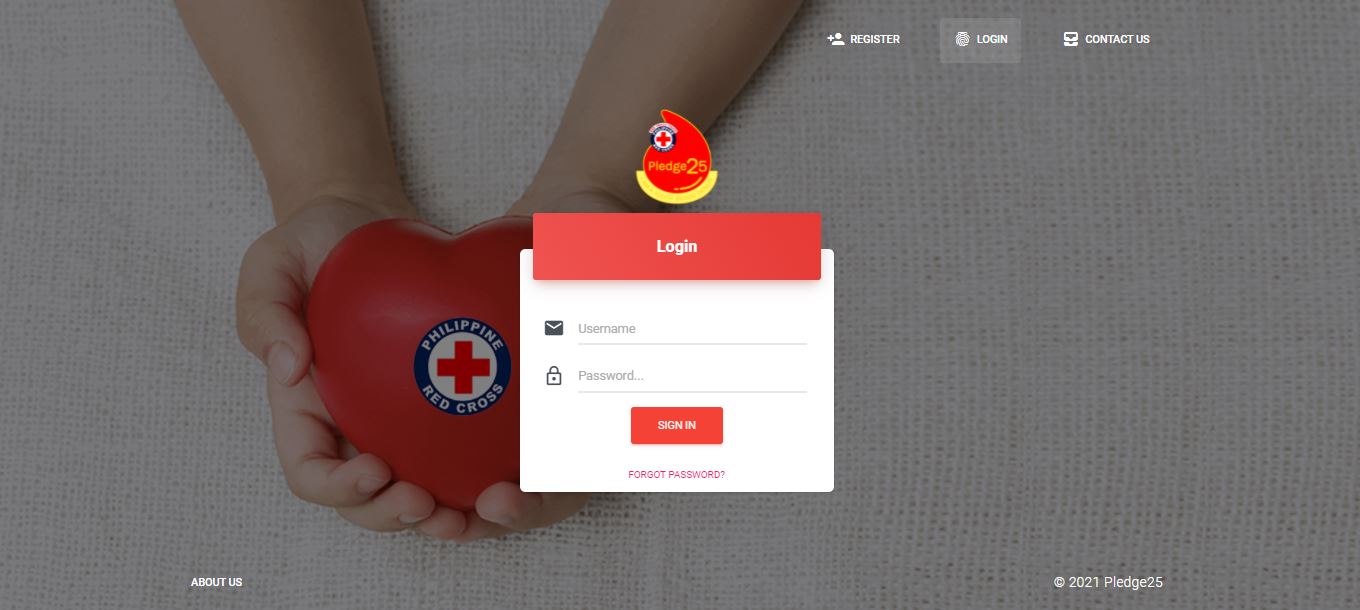 REGISTER
LOGIN
CONTACT US
Pledge25
Login
Username
Password...
SIGN IN
FORGOT PASSWORD?
PHILIPPINE
RED CROSS
ABOUT US
© 2021 Pledge25